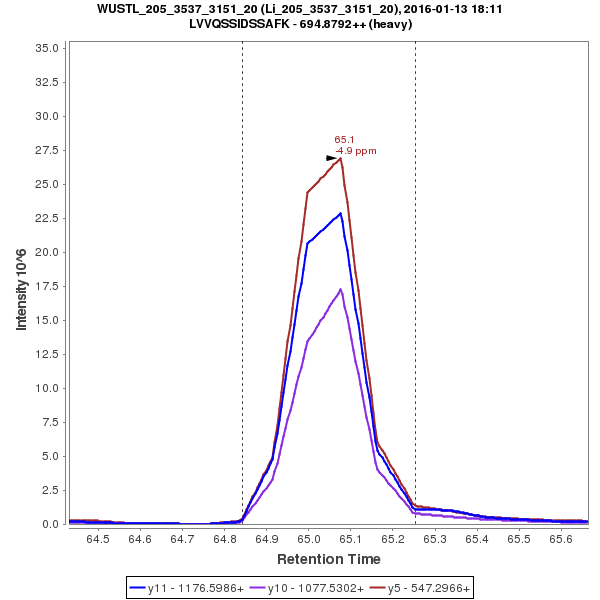 WUSTL_205_3537_3151_20 (Li_205_3537_3151_20), 2016-01-13 18:11
LVVQSSIDSSAFK - 694.8792++ (heavy)
35.0
32.5
30.0
27.5
25.0
22.5
20.0
17.5
15.0
12.5
10.0
7.5
5.0
2.5
0.0
Intensity 10^6
65.1
-4.9 ppm
64.5 64.6 64.7 64.8 64.9 65.0 65.1 65.2 65.3 65.4 65.5 65.6
Retention Time
y11 - 1176.5986+ y10 - 1077.5302+ y5 - 547.2966+